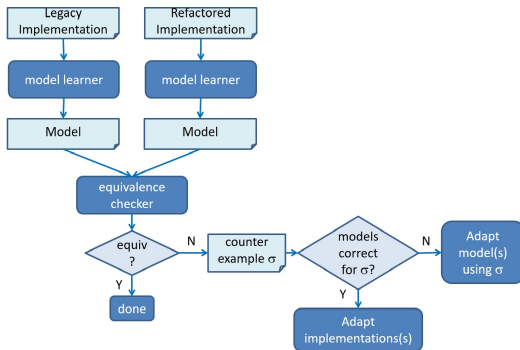 Legacy
Implementation
Refactored
Implementation
model learner
model learner
Model
Model
equivalence
checker
equiv
?
N
counter
example σ
models
correct
for σ?
N
Adapt
model(s)
using σ
Y
done
Y
Adapt
implementations(s)